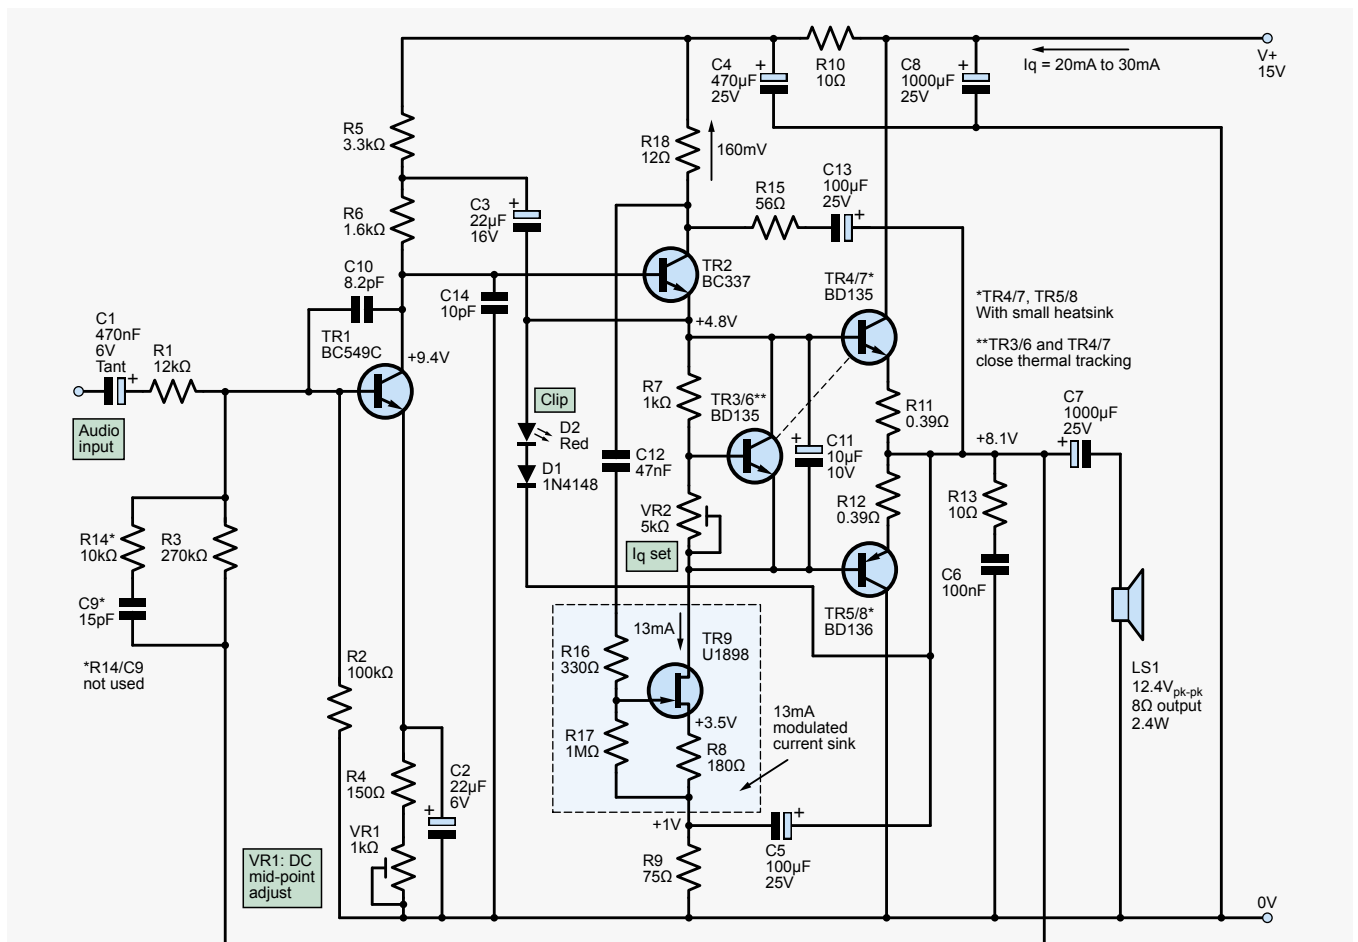 V+
15V
Iq = 20mA to 30mA
C4
470µF
25V
+
R10
10Ω
C8
1000µF
25V
+
R5
3.3kΩ
R18
12Ω
160mV
R15
56Ω
C13
100µF
25V
+
R6
1.6kΩ
C3
22µF
16V
+
TR2
BC337
TR4/7*
BD135
C10
8.2pF
C14
10pF
*TR4/7, TR5/8
With small heatsink
**TR3/6 and TR4/7
close thermal tracking
+4.8V
C1
470nF
6V
Tant
+
R1
12kΩ
TR1
BC549C
+9.4V
Audio
input
Clip
D2
Red
D1
1N4148
R7
1kΩ
TR3/6**
BD135
C11
10µF
10V
+
R11
0.39Ω
C7
1000µF
25V
+
+8.1V
C12
47nF
VR2
5kΩ
Iq set
R12
0.39Ω
R13
10Ω
C6
100nF
R14*
10kΩ
R3
270kΩ
C9*
15pF
*R14/C9
not used
R2
100kΩ
TR5/8*
BD136
13mA
TR9
U1898
R16
330Ω
R17
1MΩ
+3.5V
R8
180Ω
13mA
modulated
current sink
LS1
12.4Vpk-pk
8Ω output
2.4W
R4
150Ω
C2
22µF
6V
+
VR1
1kΩ
VR1: DC
mid-point
adjust
+1V
R9
75Ω
C5
100µF
25V
+
0V